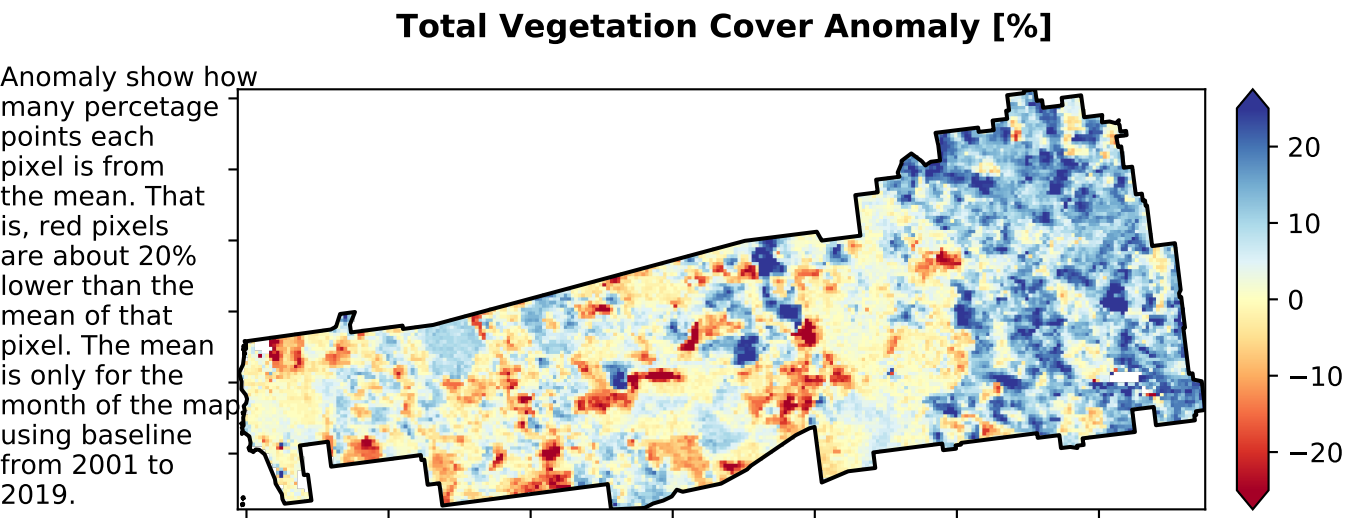 Total Vegetation Cover Anomaly [%]
Anomaly show how
many percetage
points each
pixel is from
the mean. That
is, red pixels
are about 20%
lower than the
mean of that
pixel. The mean
is only for the
month of the map
using baseline
from 2001 to
2019.
20
10
0
−10
−20